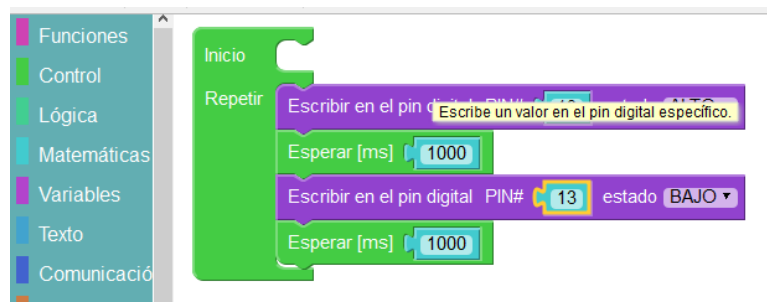 Funciones
Control
Lógica
Matemáticas
Variables
Texto
Comunicació
Inicio
Repetir
Escribir en el pin
Escribe un valor en el pin digital específico.
Esperar [ms] 1000
Escribir en el pin digital PIN# 13 estado BAJO
Esperar [ms] 1000